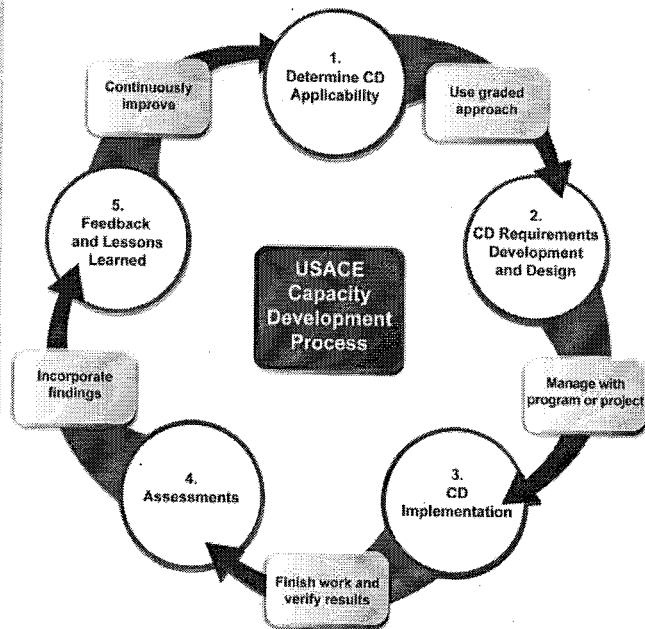 1.
Determine CD
Applicability
Use graded
approach
2.
CD Requirements
Development
and Design
Manage with
program or project
3.
CD
Implementation
Finish work and
verify results
4.
Assessments
Incorporate
findings
5.
Feedback
and Lessons
Learned
Continuously
improve
USACE
Capacity
Development
Process